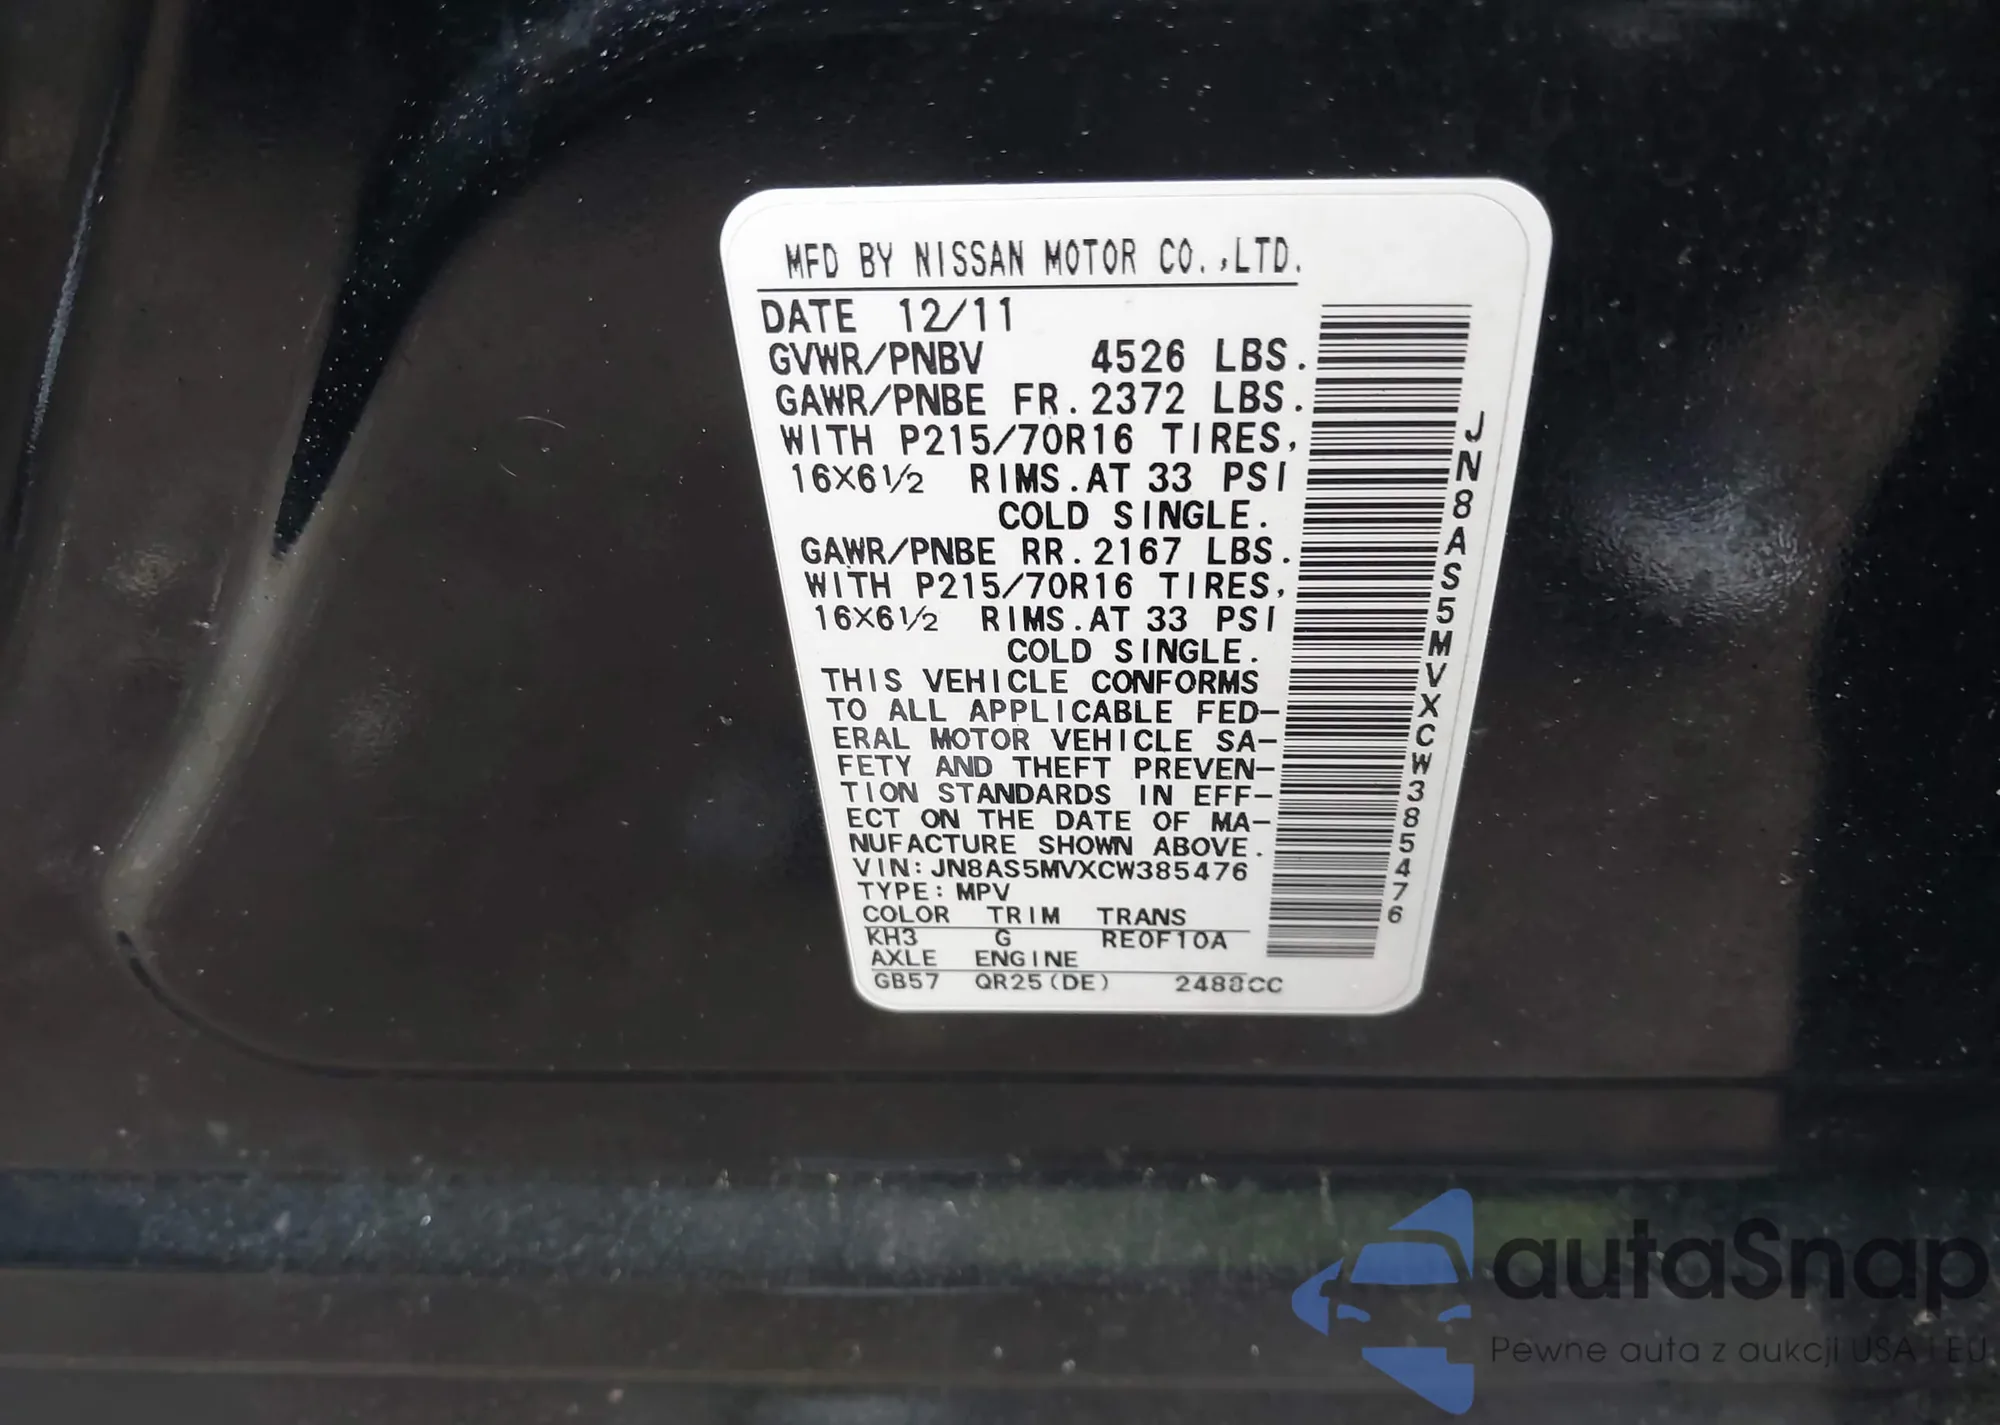 MFD BY NISSAN MOTOR CO.,LTD.
DATE 12/11
GVWR/PNBV 4526 LBS.
GAWR/PNBE FR.2372 LBS.
WITH P215/70R16 TIRES,
16X6½ RIMS.AT 33 PSI
COLD SINGLE.
GAWR/PNBE RR.2167 LBS.
WITH P215/70R16 TIRES,
16X6½ RIMS.AT 33 PSI
COLD SINGLE.
THIS VEHICLE CONFORMS
TO ALL APPLICABLE FED-
ERAL MOTOR VEHICLE SA-
FETY AND THEFT PREVEN-
TION STANDARDS IN EFF-
ECT ON THE DATE OF MA-
NUFACTURE SHOWN ABOVE.
VIN:JN8AS5MVXCW385476
TYPE:MPV
COLOR TRIM TRANS
KH3 G RE0F10A
AXLE ENGINE
GB57 QR25(DE) 2488CC
JN8AS5MVXCW385476
autaSnap
Pewne auta z aukcji USA i EU